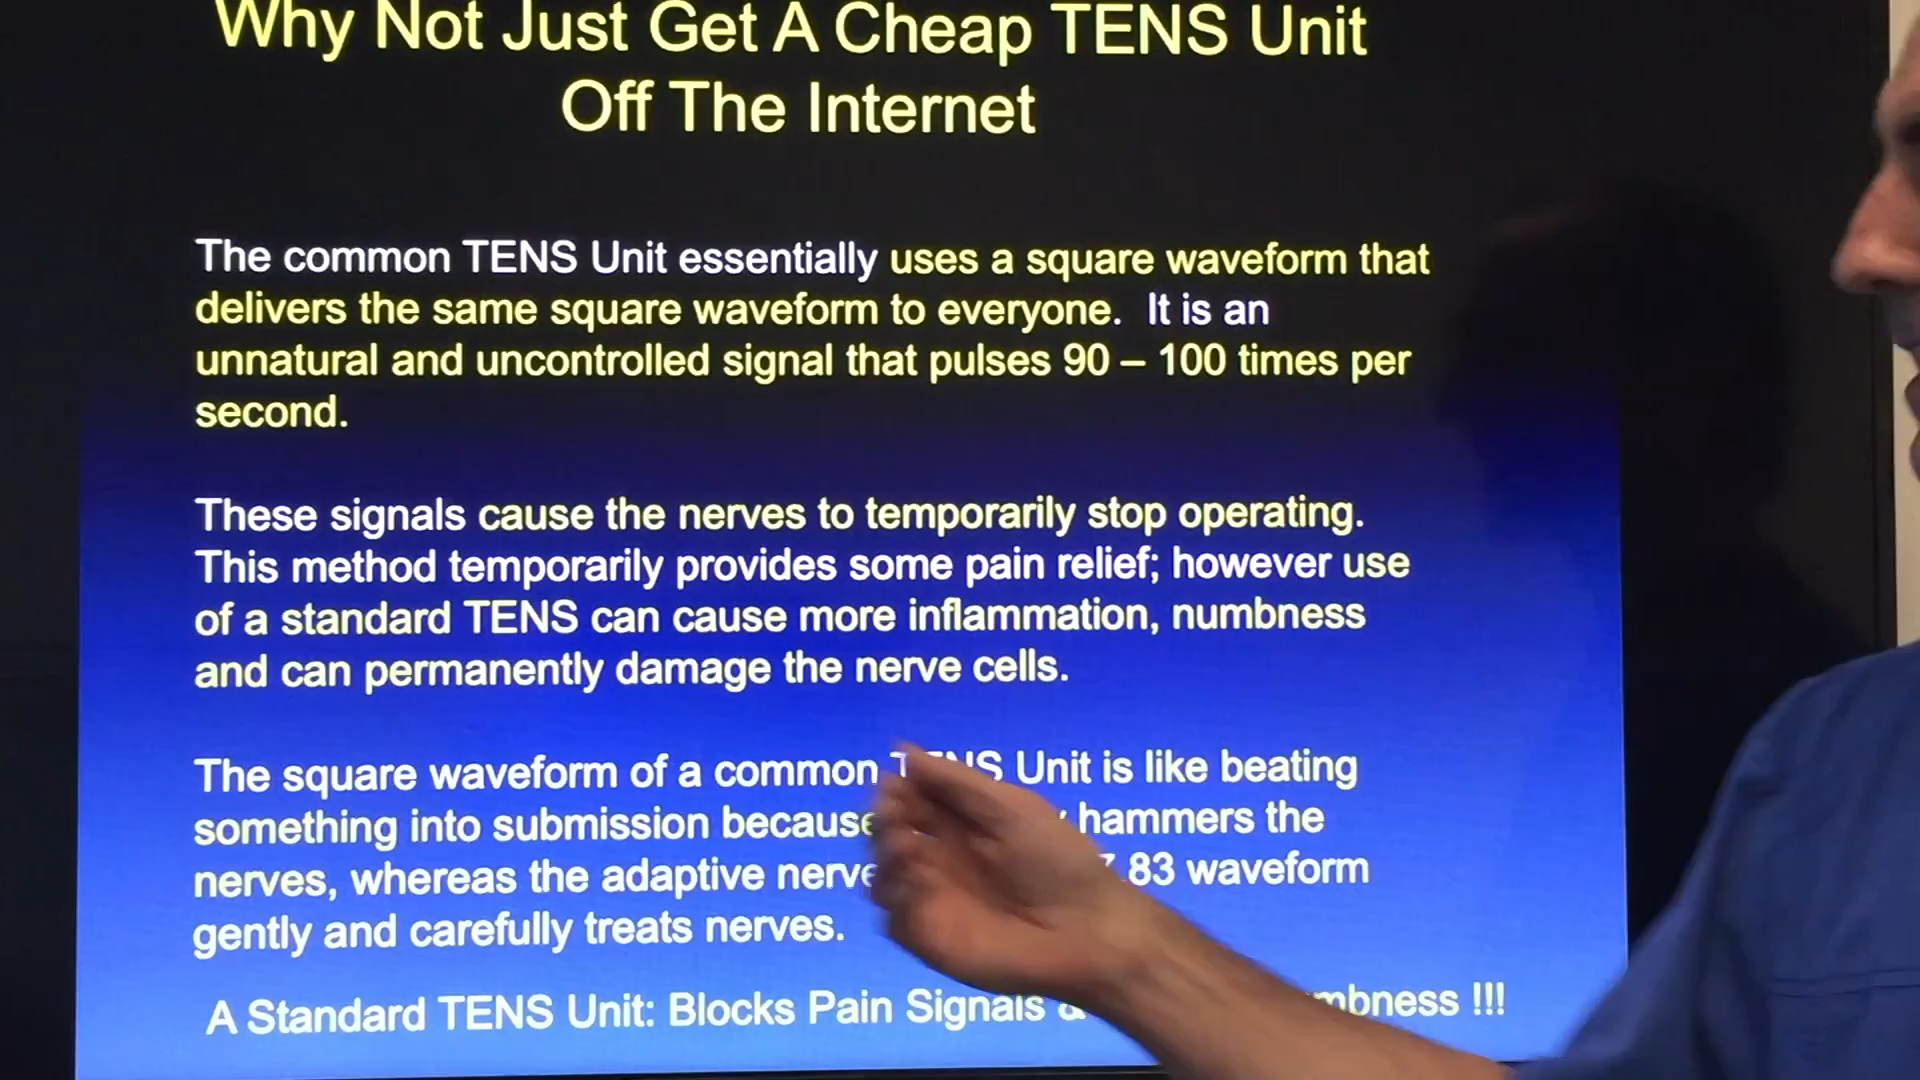 Why Not Just Get A Cheap TENS Unit
Off The Internet
The common TENS Unit essentially uses a square waveform that
delivers the same square waveform to everyone. It is an
unnatural and uncontrolled signal that pulses 90 – 100 times per
second.
These signals cause the nerves to temporarily stop operating.
This method temporarily provides some pain relief; however use
of a standard TENS can cause more inflammation, numbness
and can permanently damage the nerve cells.
The square waveform of a common TENS Unit is like beating
something into submission because hammers the
nerves, whereas the adaptive .83 waveform
gently and carefully treats nerves.
A Standard TENS Unit: Blocks Pain Signals & !!!